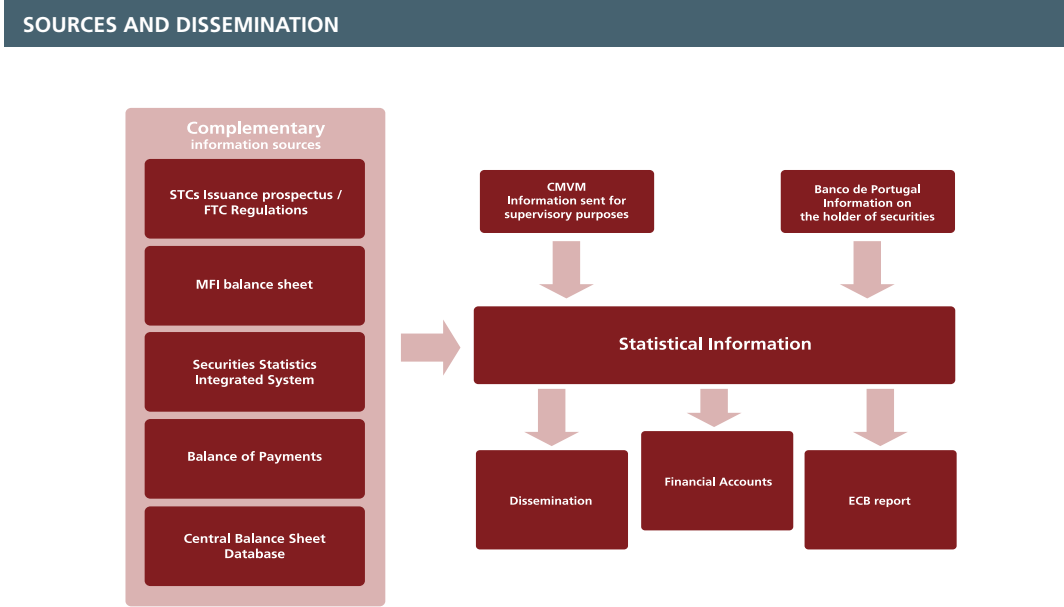 SOURCES AND DISSEMINATION
Complementary
information sources
STCs Issuance prospectus /
FTC Regulations
MFI balance sheet
Securities Statistics
Integrated System
Balance of Payments
Central Balance Sheet
Database
CMVM
Information sent for
supervisory purposes
Banco de Portugal
Information on
the holder of securities
Statistical Information
Dissemination
Financial Accounts
ECB report